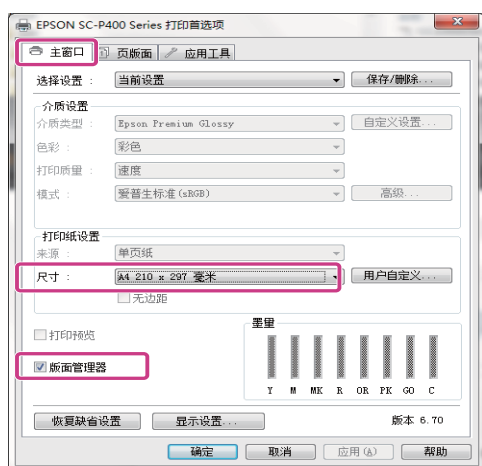 EPSON SC-P400 Series 打印首选项
主窗口 页版面 应用工具
选择设置 : 当前设置 保存/删除...
介质设置
介质类型 : Epson Premium Glossy 自定义设置...
色彩 : 彩色
打印质量 : 速度
模式 : 爱普生标准(sRGB) 高级...
打印纸设置
来源 : 单页纸
尺寸 : A4 210 x 297 毫米 用户自定义...
无边距
墨量
打印预览
版面管理器
Y M MK R OR PK GO C
恢复缺省设置 显示设置... 版本 6.70
确定 取消 应用(A) 帮助